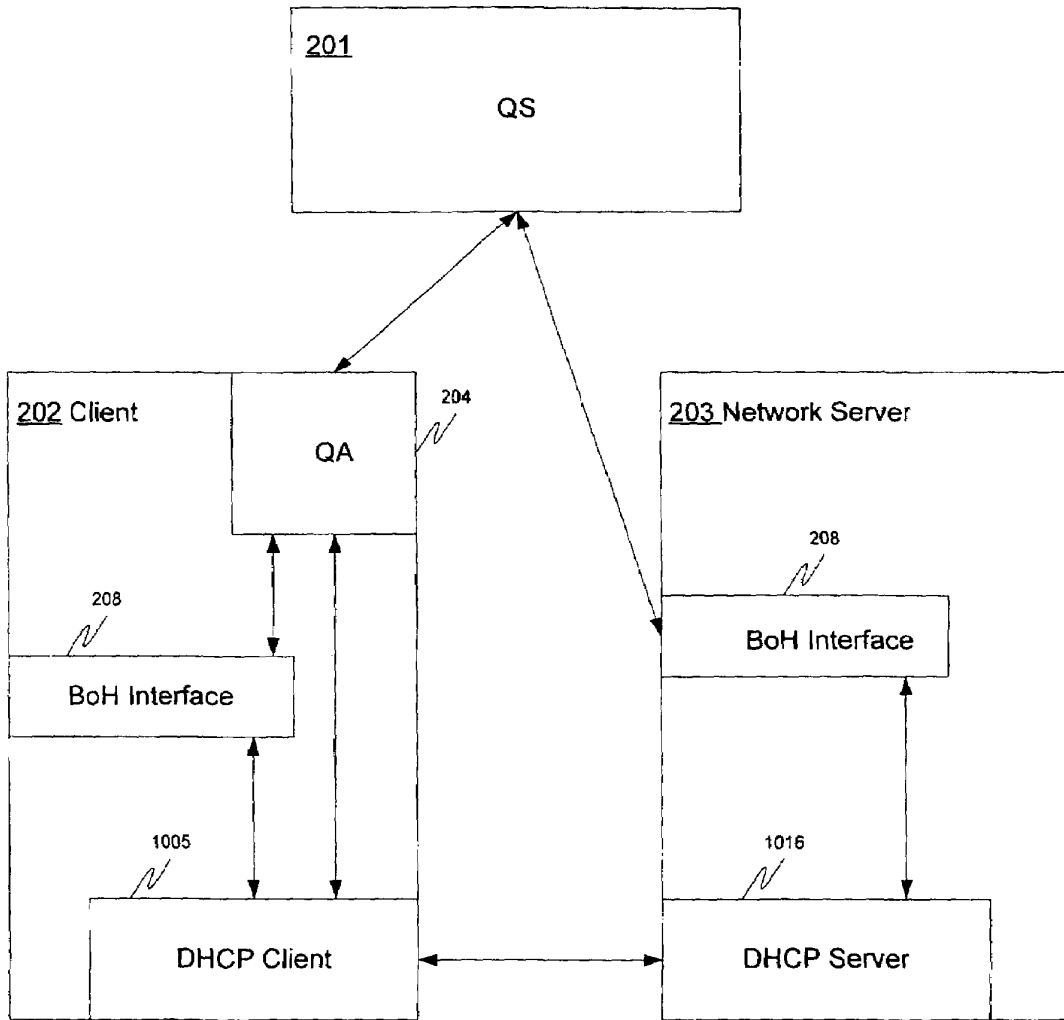 201
QS
202 Client
204
QA
203 Network Server
208
BoH Interface
208
BoH Interface
1005
DHCP Client
1016
DHCP Server